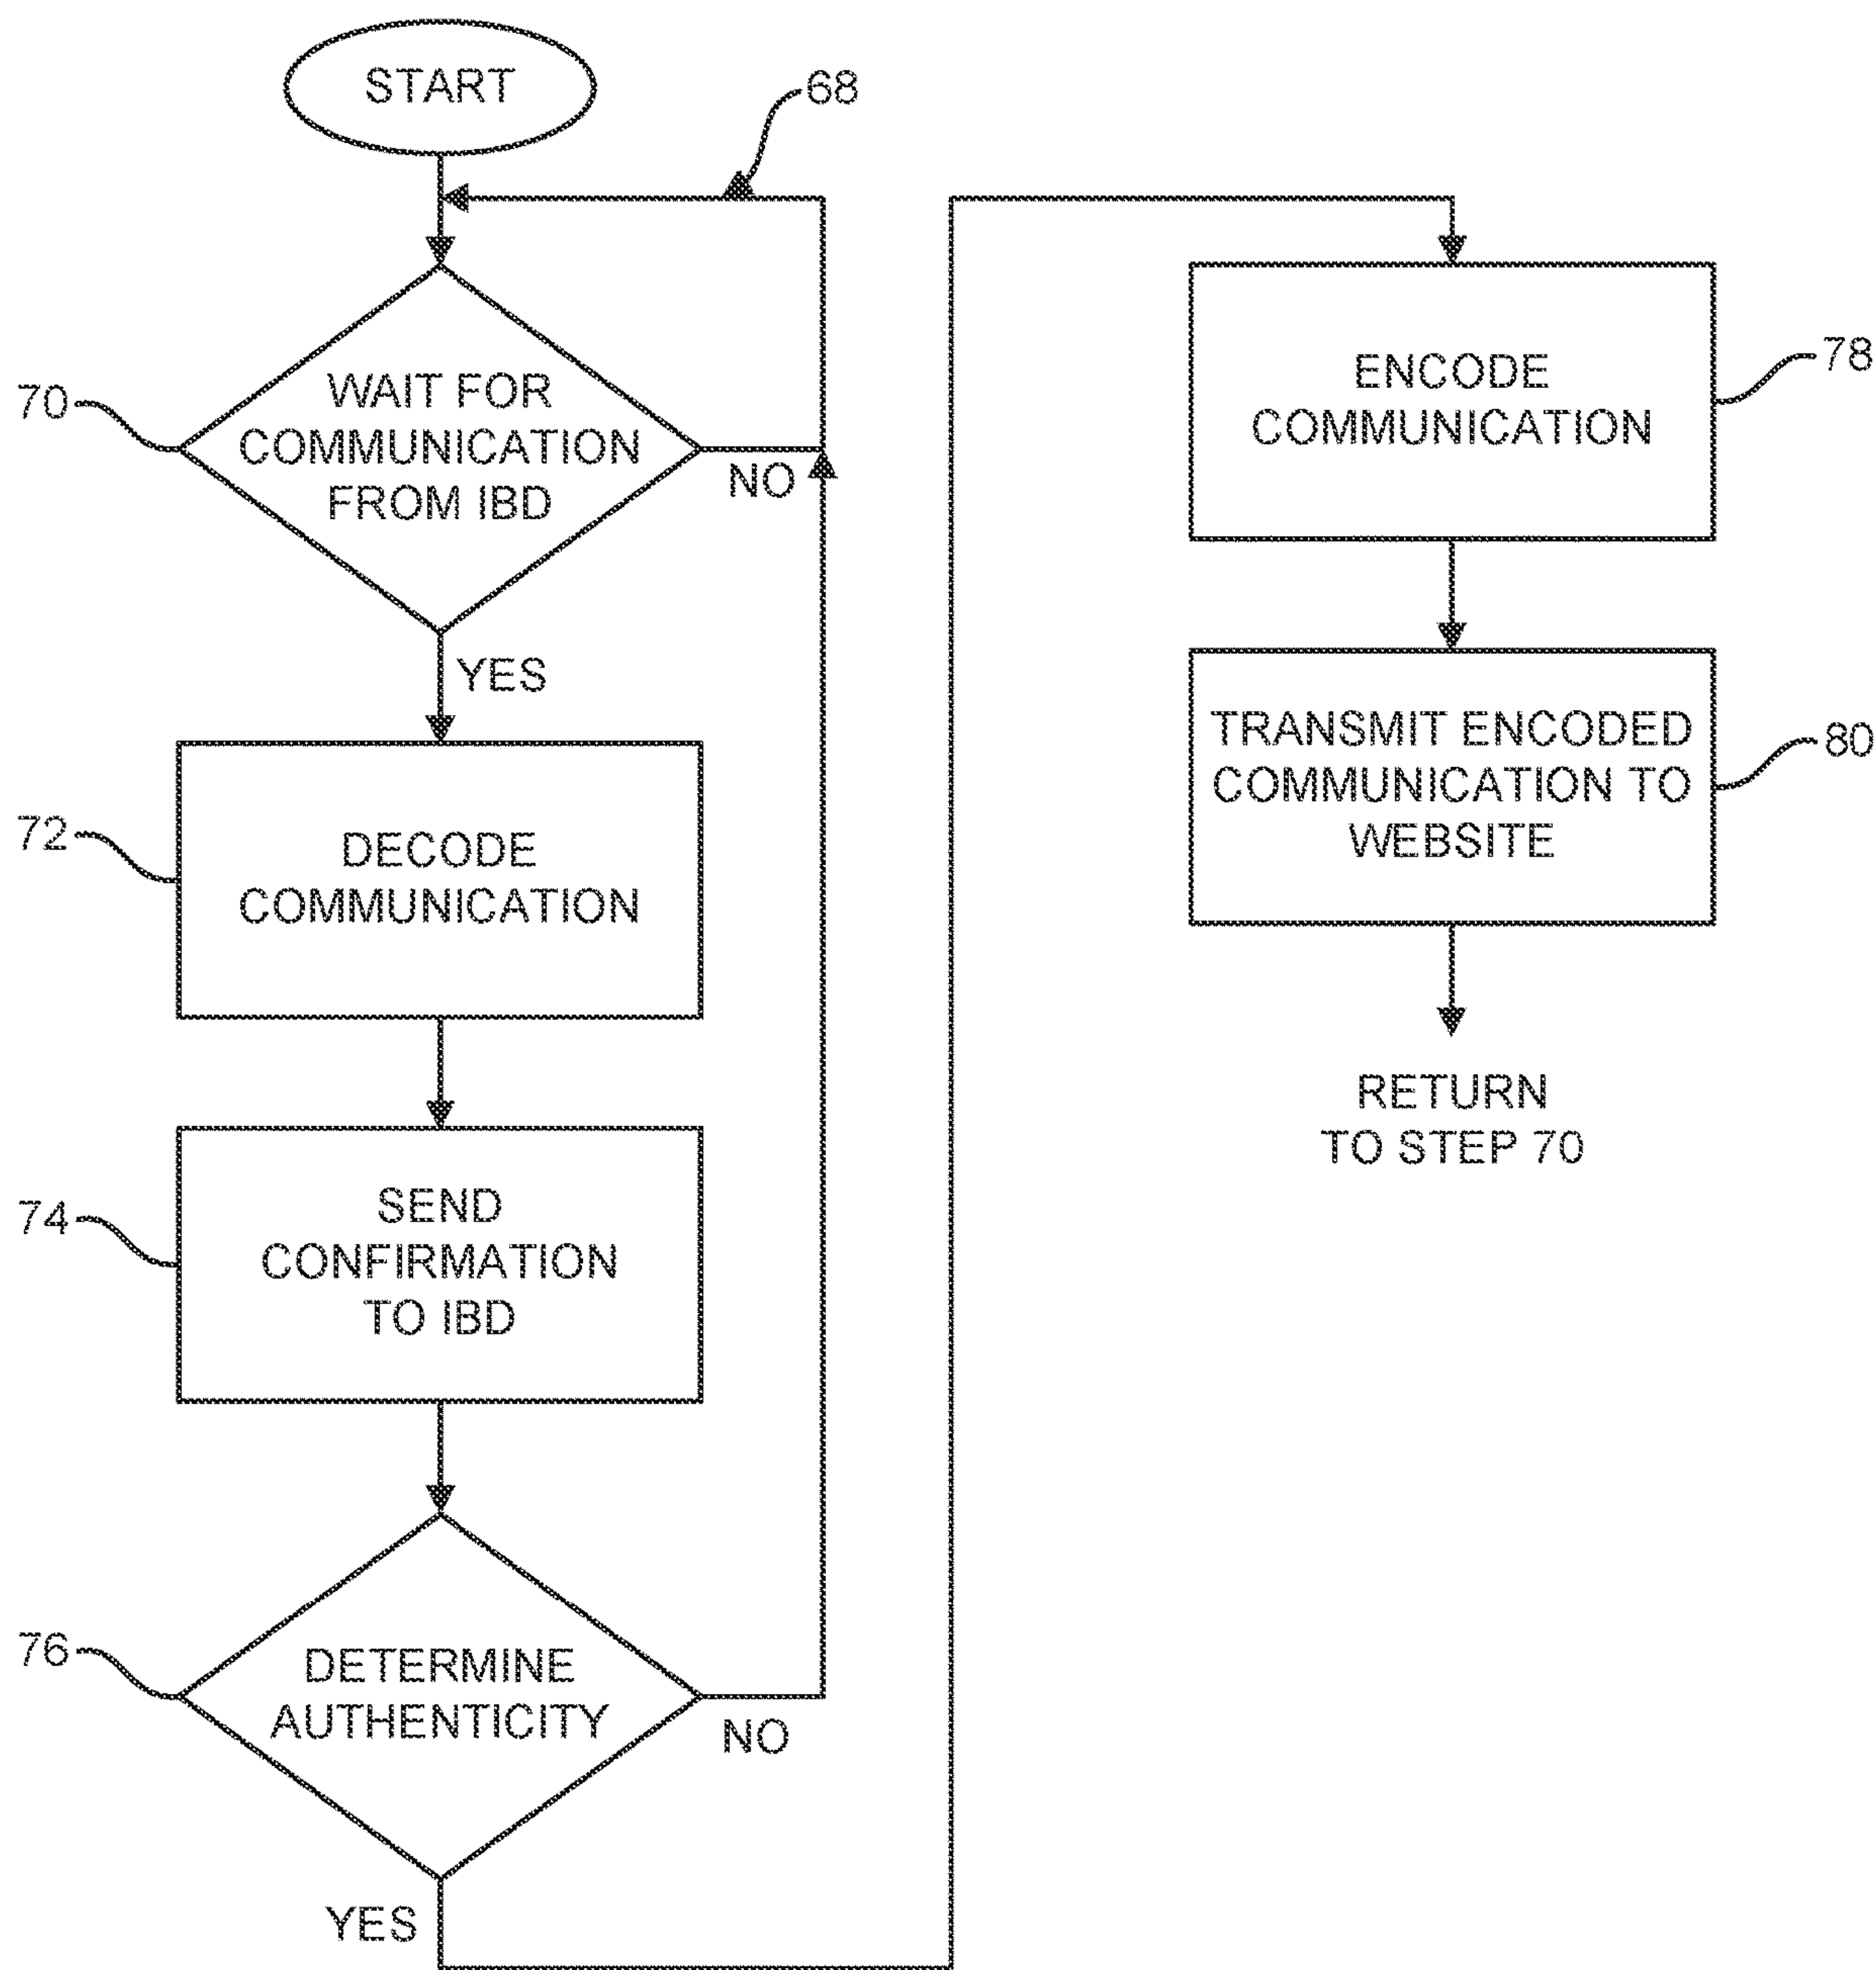 START
68
70
WAIT FOR
COMMUNICATION
FROM IBD
NO
YES
72
DECODE
COMMUNICATION
74
SEND
CONFIRMATION
TO IBD
76
DETERMINE
AUTHENTICITY
NO
YES
ENCODE
COMMUNICATION
78
TRANSMIT ENCODED
COMMUNICATION TO
WEBSITE
80
RETURN
TO STEP 70